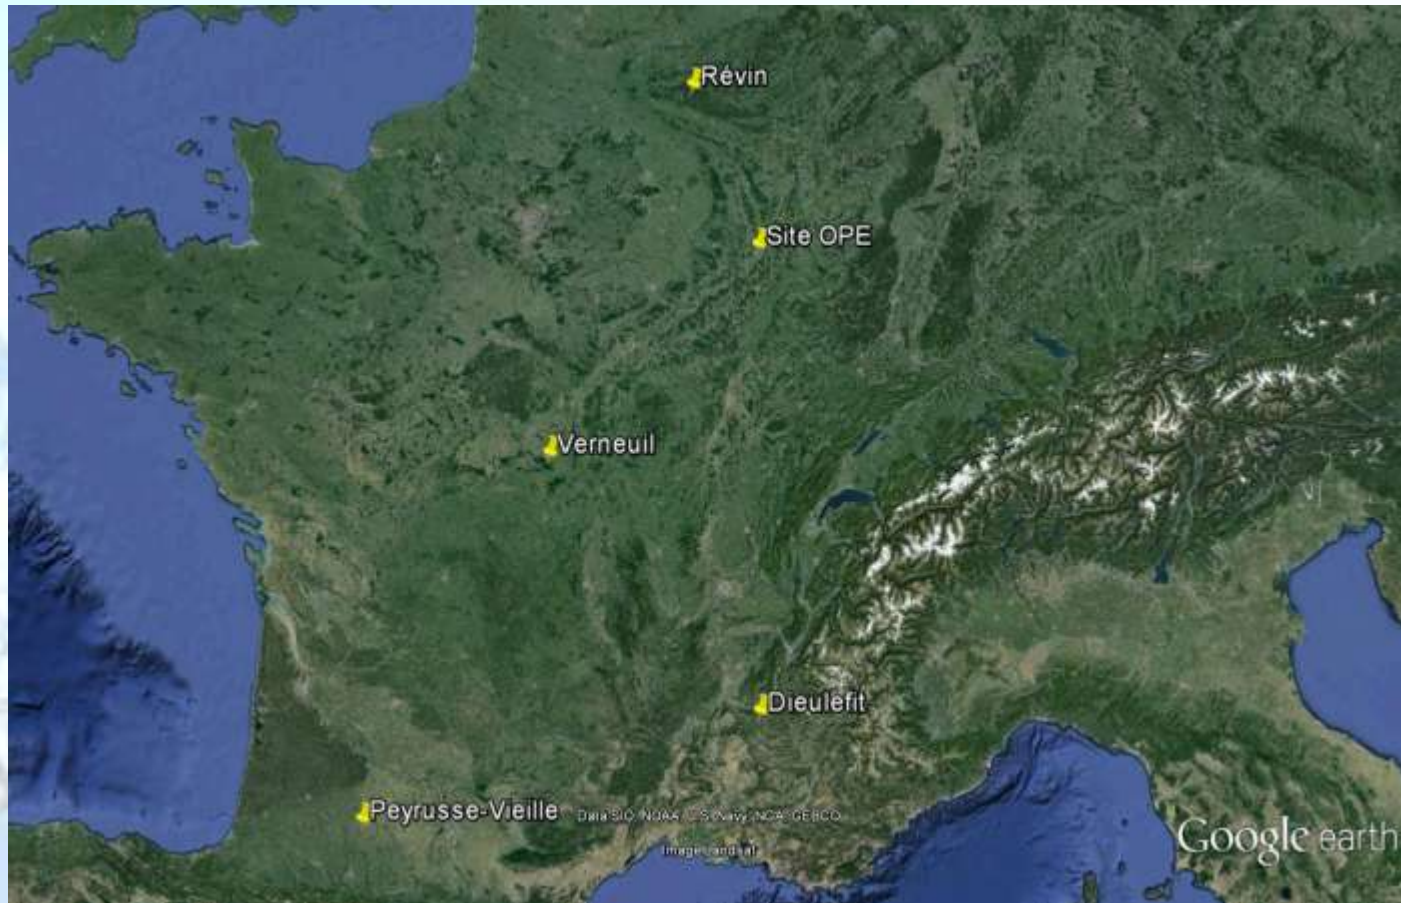 Révin
Site OPE
Verneuil
Dieulefit
Peyrusse-Vieille
Data SIO, NOAA, U.S. Navy, NGA, GEBCO
Image Landsat
Google earth